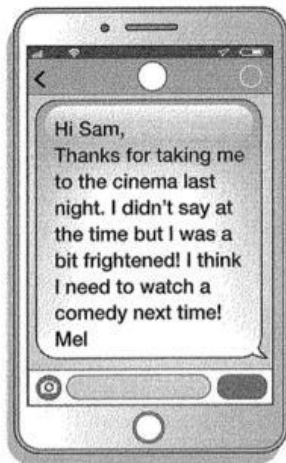 Hi Sam,
Thanks for taking me
to the cinema last
night. I didn't say at
the time but I was a
bit frightened! I think
I need to watch a
comedy next time!
Mel